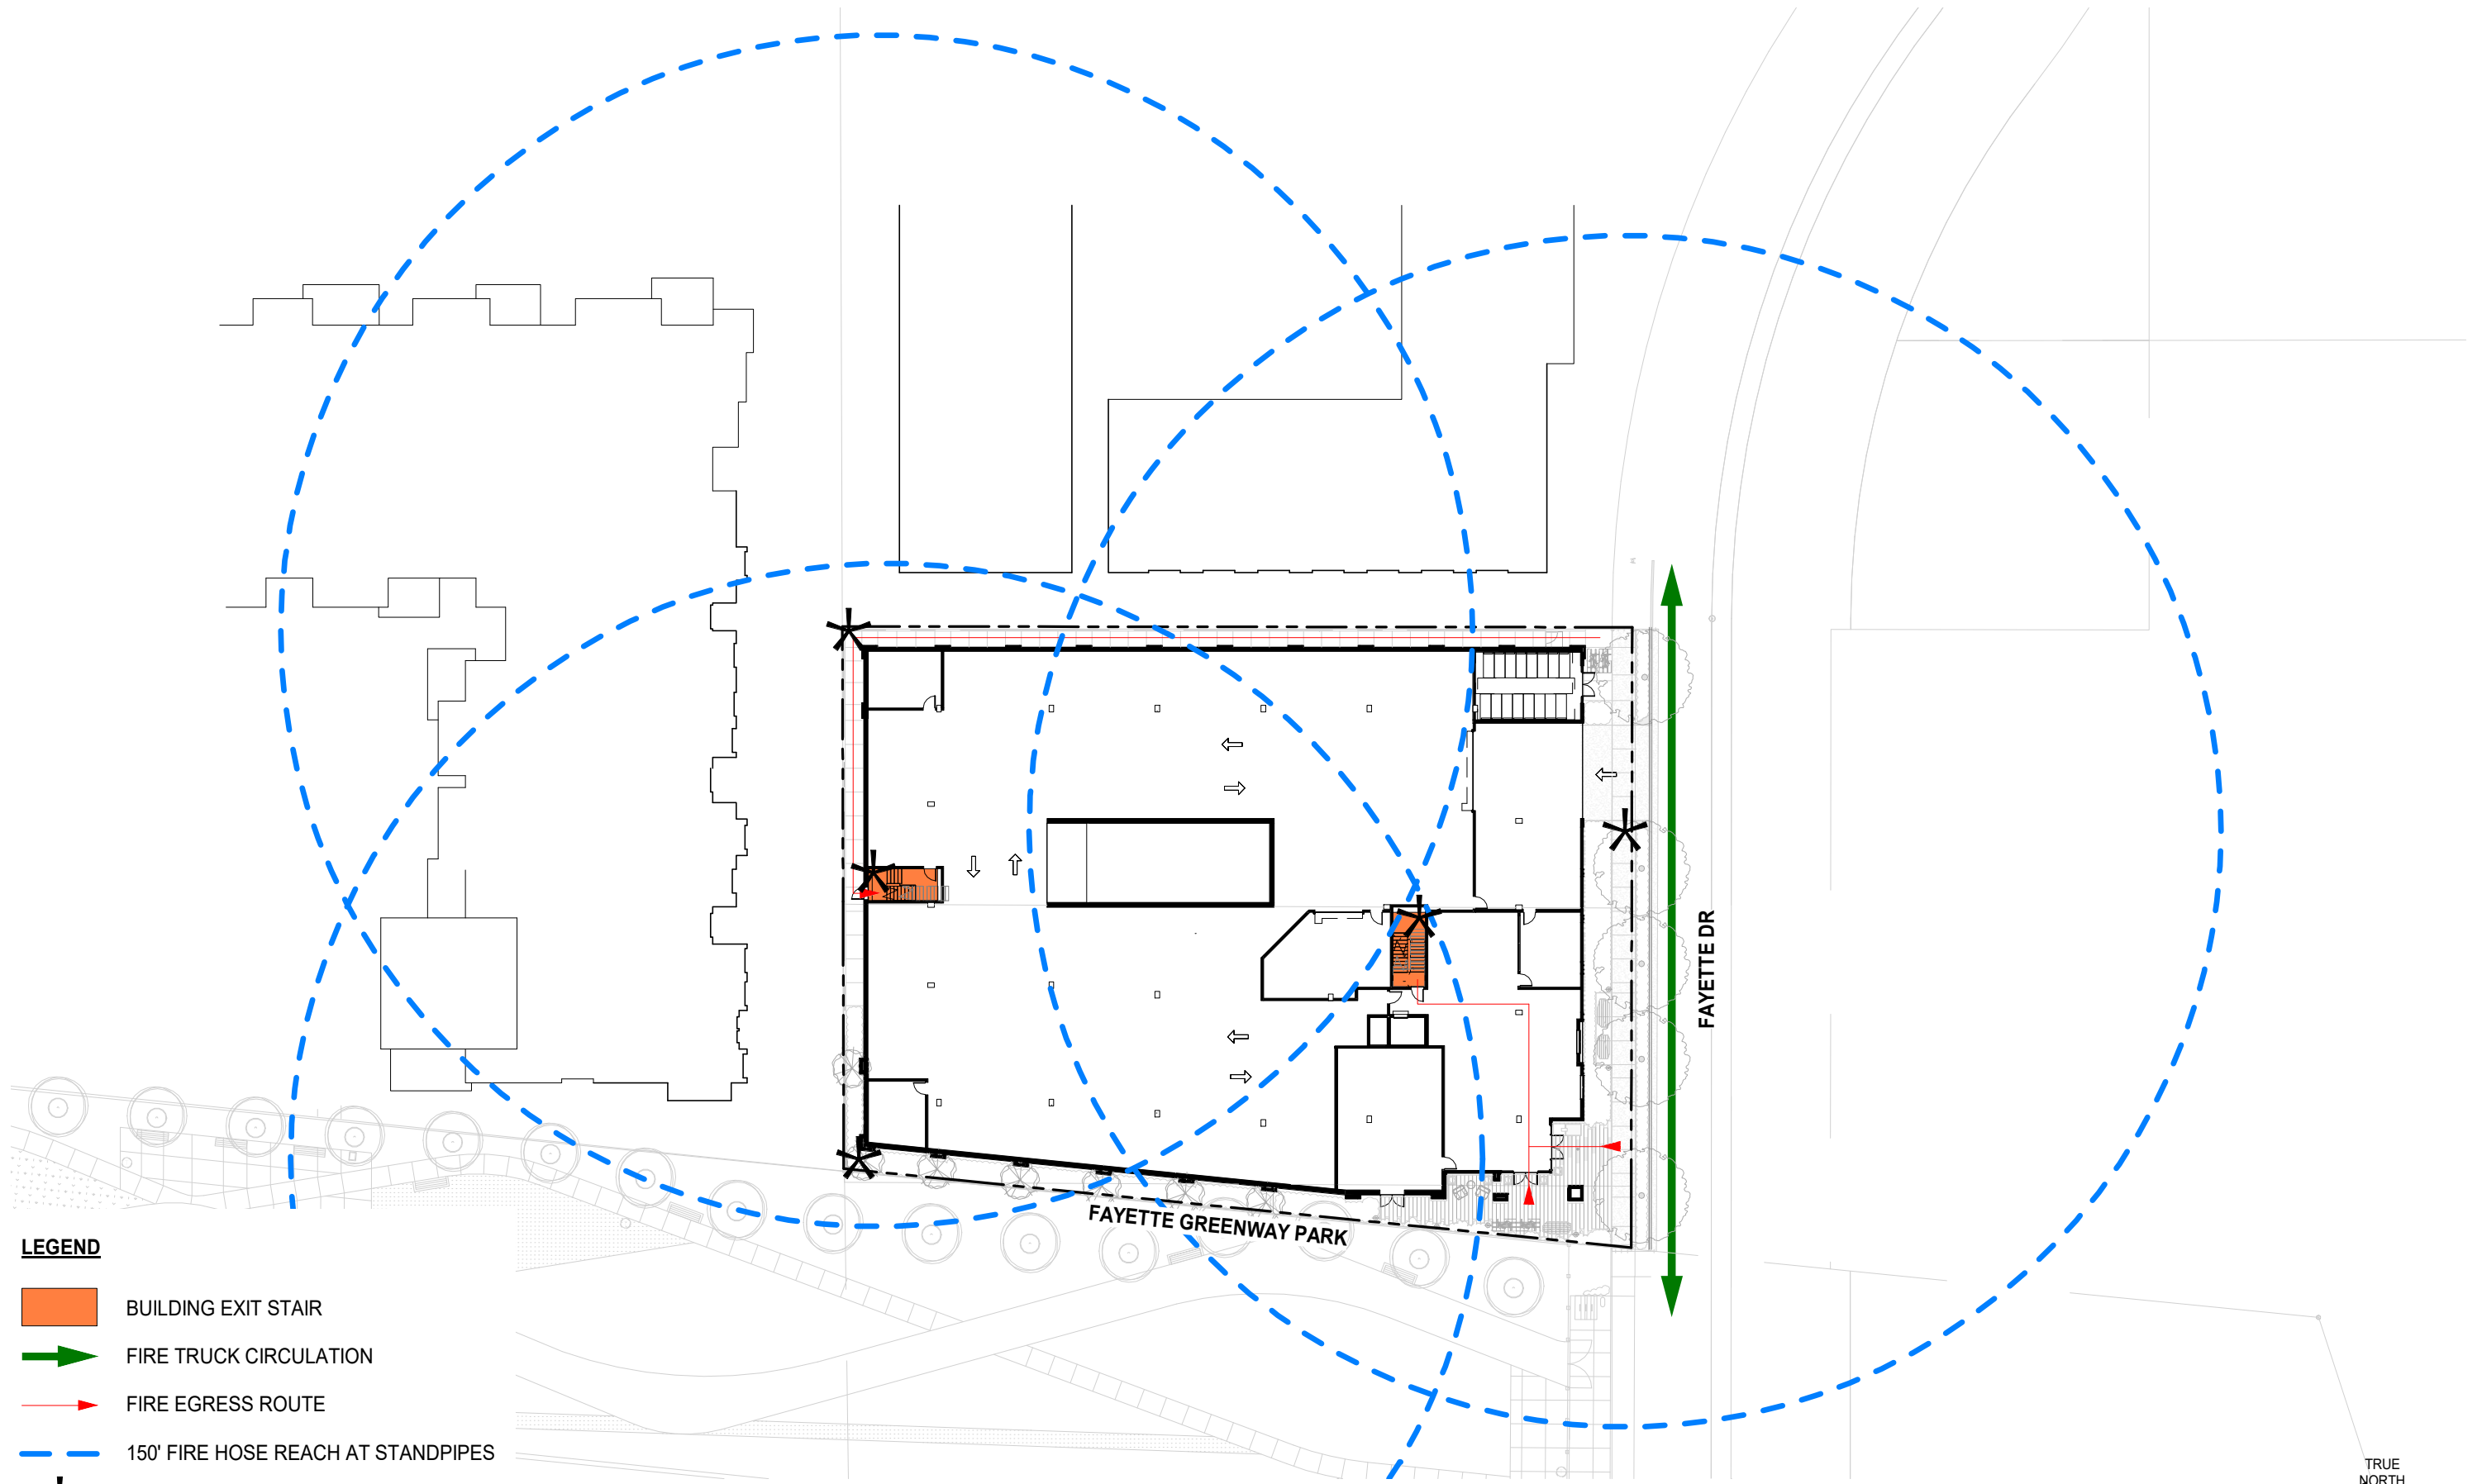 FAYETTE DR
FAYETTE GREENWAY PARK
LEGEND
BUILDING EXIT STAIR
FIRE TRUCK CIRCULATION
FIRE EGRESS ROUTE
150' FIRE HOSE REACH AT STANDPIPES
TRUE
NORTH